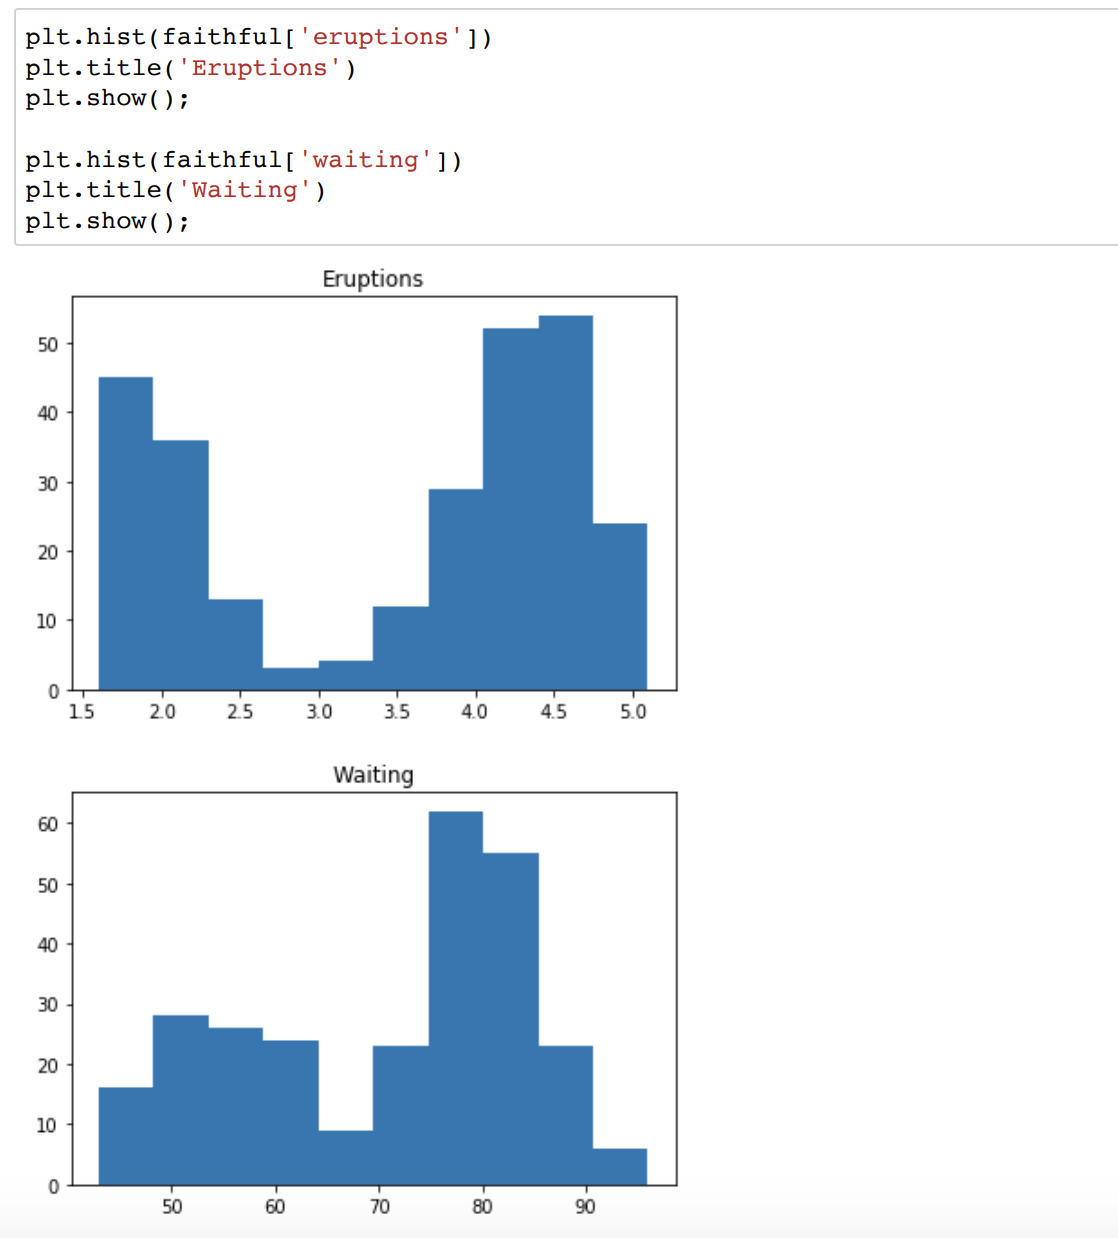 plt.hist(faithful['eruptions'])
plt.title('Eruptions')
plt.show();
plt.hist(faithful['waiting'])
plt.title('Waiting')
plt.show();
Eruptions
50
40
30
20
10
0
1.5 2.0 2.5 3.0 3.5 4.0 4.5 5.0
Waiting
60
50
40
30
20
10
0
50 60 70 80 90